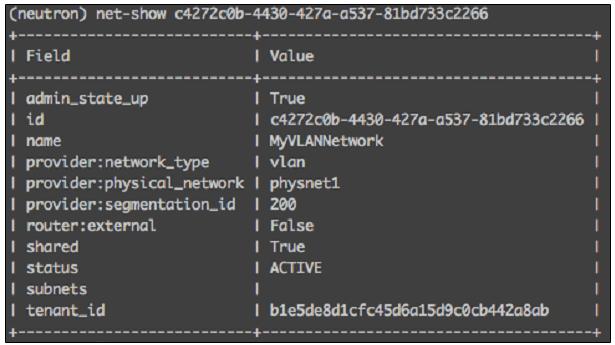 (neutron) net-show c4272c0b-4430-427a-a537-81bd733c2266
+---------------------------+--------------------------------------+
| Field                     | Value                                |
+---------------------------+--------------------------------------+
| admin_state_up            | True                                 |
| id                        | c4272c0b-4430-427a-a537-81bd733c2266 |
| name                      | MyVLANNetwork                        |
| provider:network_type     | vlan                                 |
| provider:physical_network | physnet1                             |
| provider:segmentation_id  | 200                                  |
| router:external           | False                                |
| shared                    | True                                 |
| status                    | ACTIVE                               |
| subnets                   |                                      |
| tenant_id                 | b1e5de8d1cfc45d6a15d9c0cb442a8ab     |
+---------------------------+--------------------------------------+